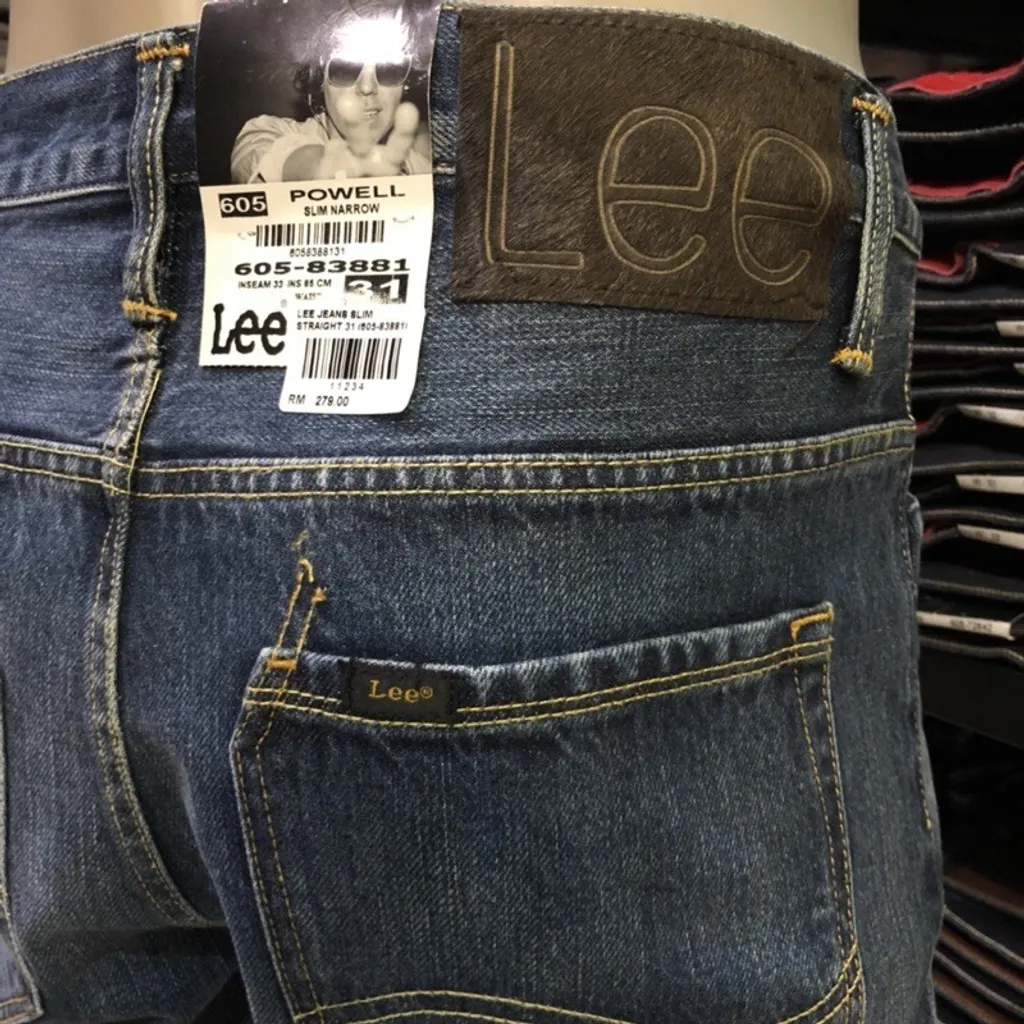 605 POWELL
SLIM NARROW
6058388131
605-83881
INSEAM 33 INS 85 CM
WAIST 31
Lee®
LEE JEANS SLIM
STRAIGHT 31 (605-83881)
11234
RM 279.00
Lee
Lee®